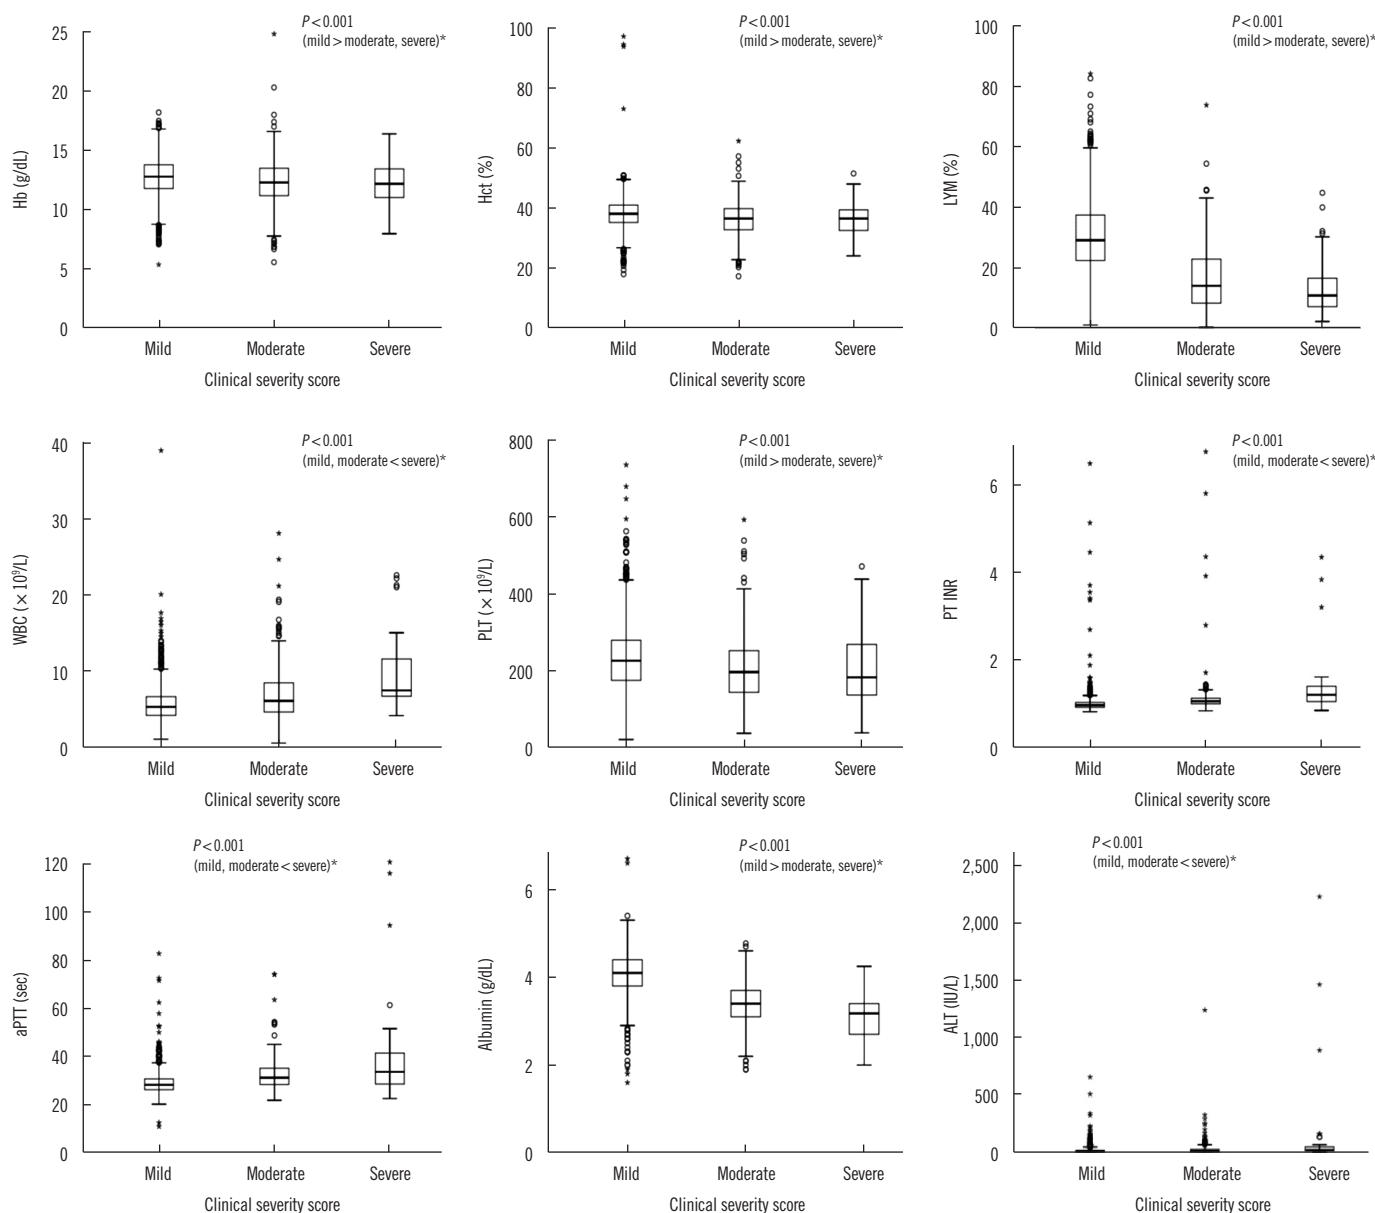 P<0.001
(mild>moderate, severe)*
25
20
15
10
5
0
Hb (g/dL)
Mild Moderate Severe
Clinical severity score
P<0.001
(mild>moderate, severe)*
100
80
60
40
20
0
Hct (%)
Mild Moderate Severe
Clinical severity score
P<0.001
(mild>moderate, severe)*
100
80
60
40
20
0
LYM (%)
Mild Moderate Severe
Clinical severity score
P<0.001
(mild, moderate<severe)*
40
30
20
10
0
WBC (×10⁹/L)
Mild Moderate Severe
Clinical severity score
P<0.001
(mild>moderate, severe)*
800
600
400
200
0
PLT (×10⁹/L)
Mild Moderate Severe
Clinical severity score
P<0.001
(mild, moderate<severe)*
6
4
2
0
PT INR
Mild Moderate Severe
Clinical severity score
P<0.001
(mild, moderate<severe)*
120
100
80
60
40
20
0
aPTT (sec)
Mild Moderate Severe
Clinical severity score
P<0.001
(mild>moderate, severe)*
6
4
2
0
Albumin (g/dL)
Mild Moderate Severe
Clinical severity score
P<0.001
(mild, moderate<severe)*
2,500
2,000
1,500
1,000
500
0
ALT (IU/L)
Mild Moderate Severe
Clinical severity score